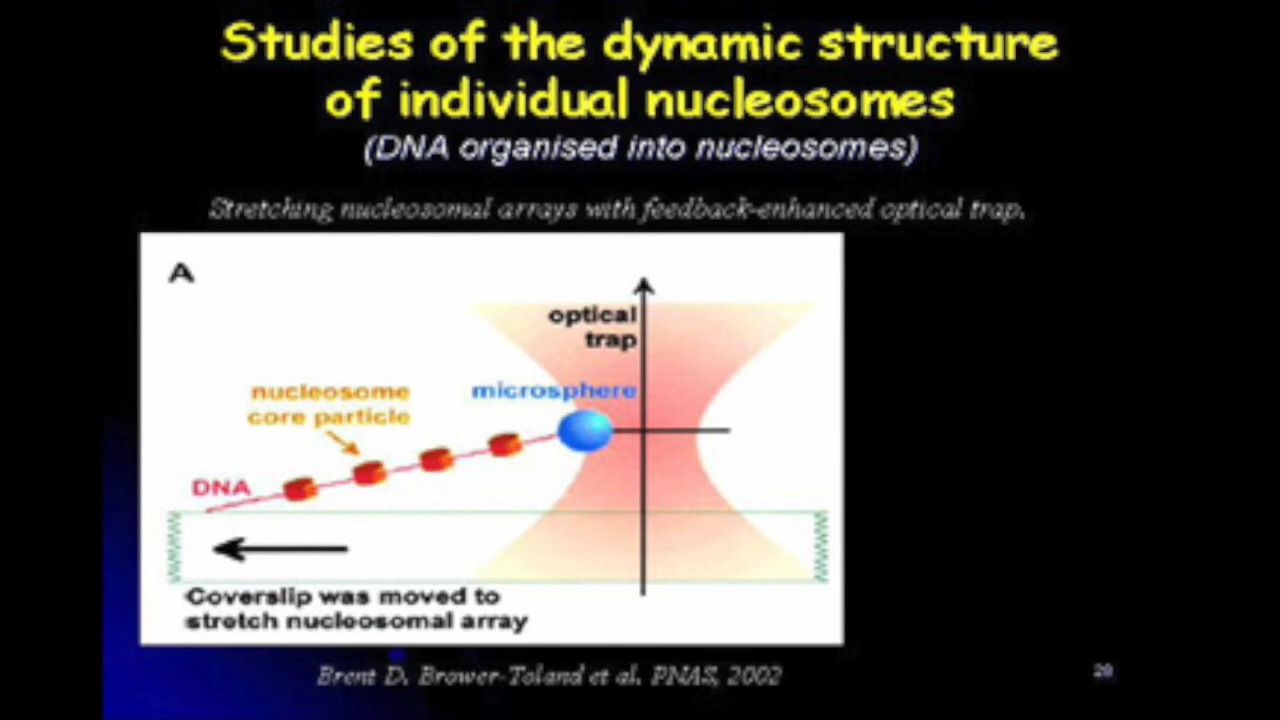 Studies of the dynamic structure
of individual nucleosomes
(DNA organised into nucleosomes)
Stretching nucleosomal arrays with feedback-enhanced optical trap.
A
optical
trap
nucleosome
core particle
microsphere
DNA
Coverslip was moved to
stretch nucleosomal array
Brent D. Brower-Toland et al. PNAS, 2002